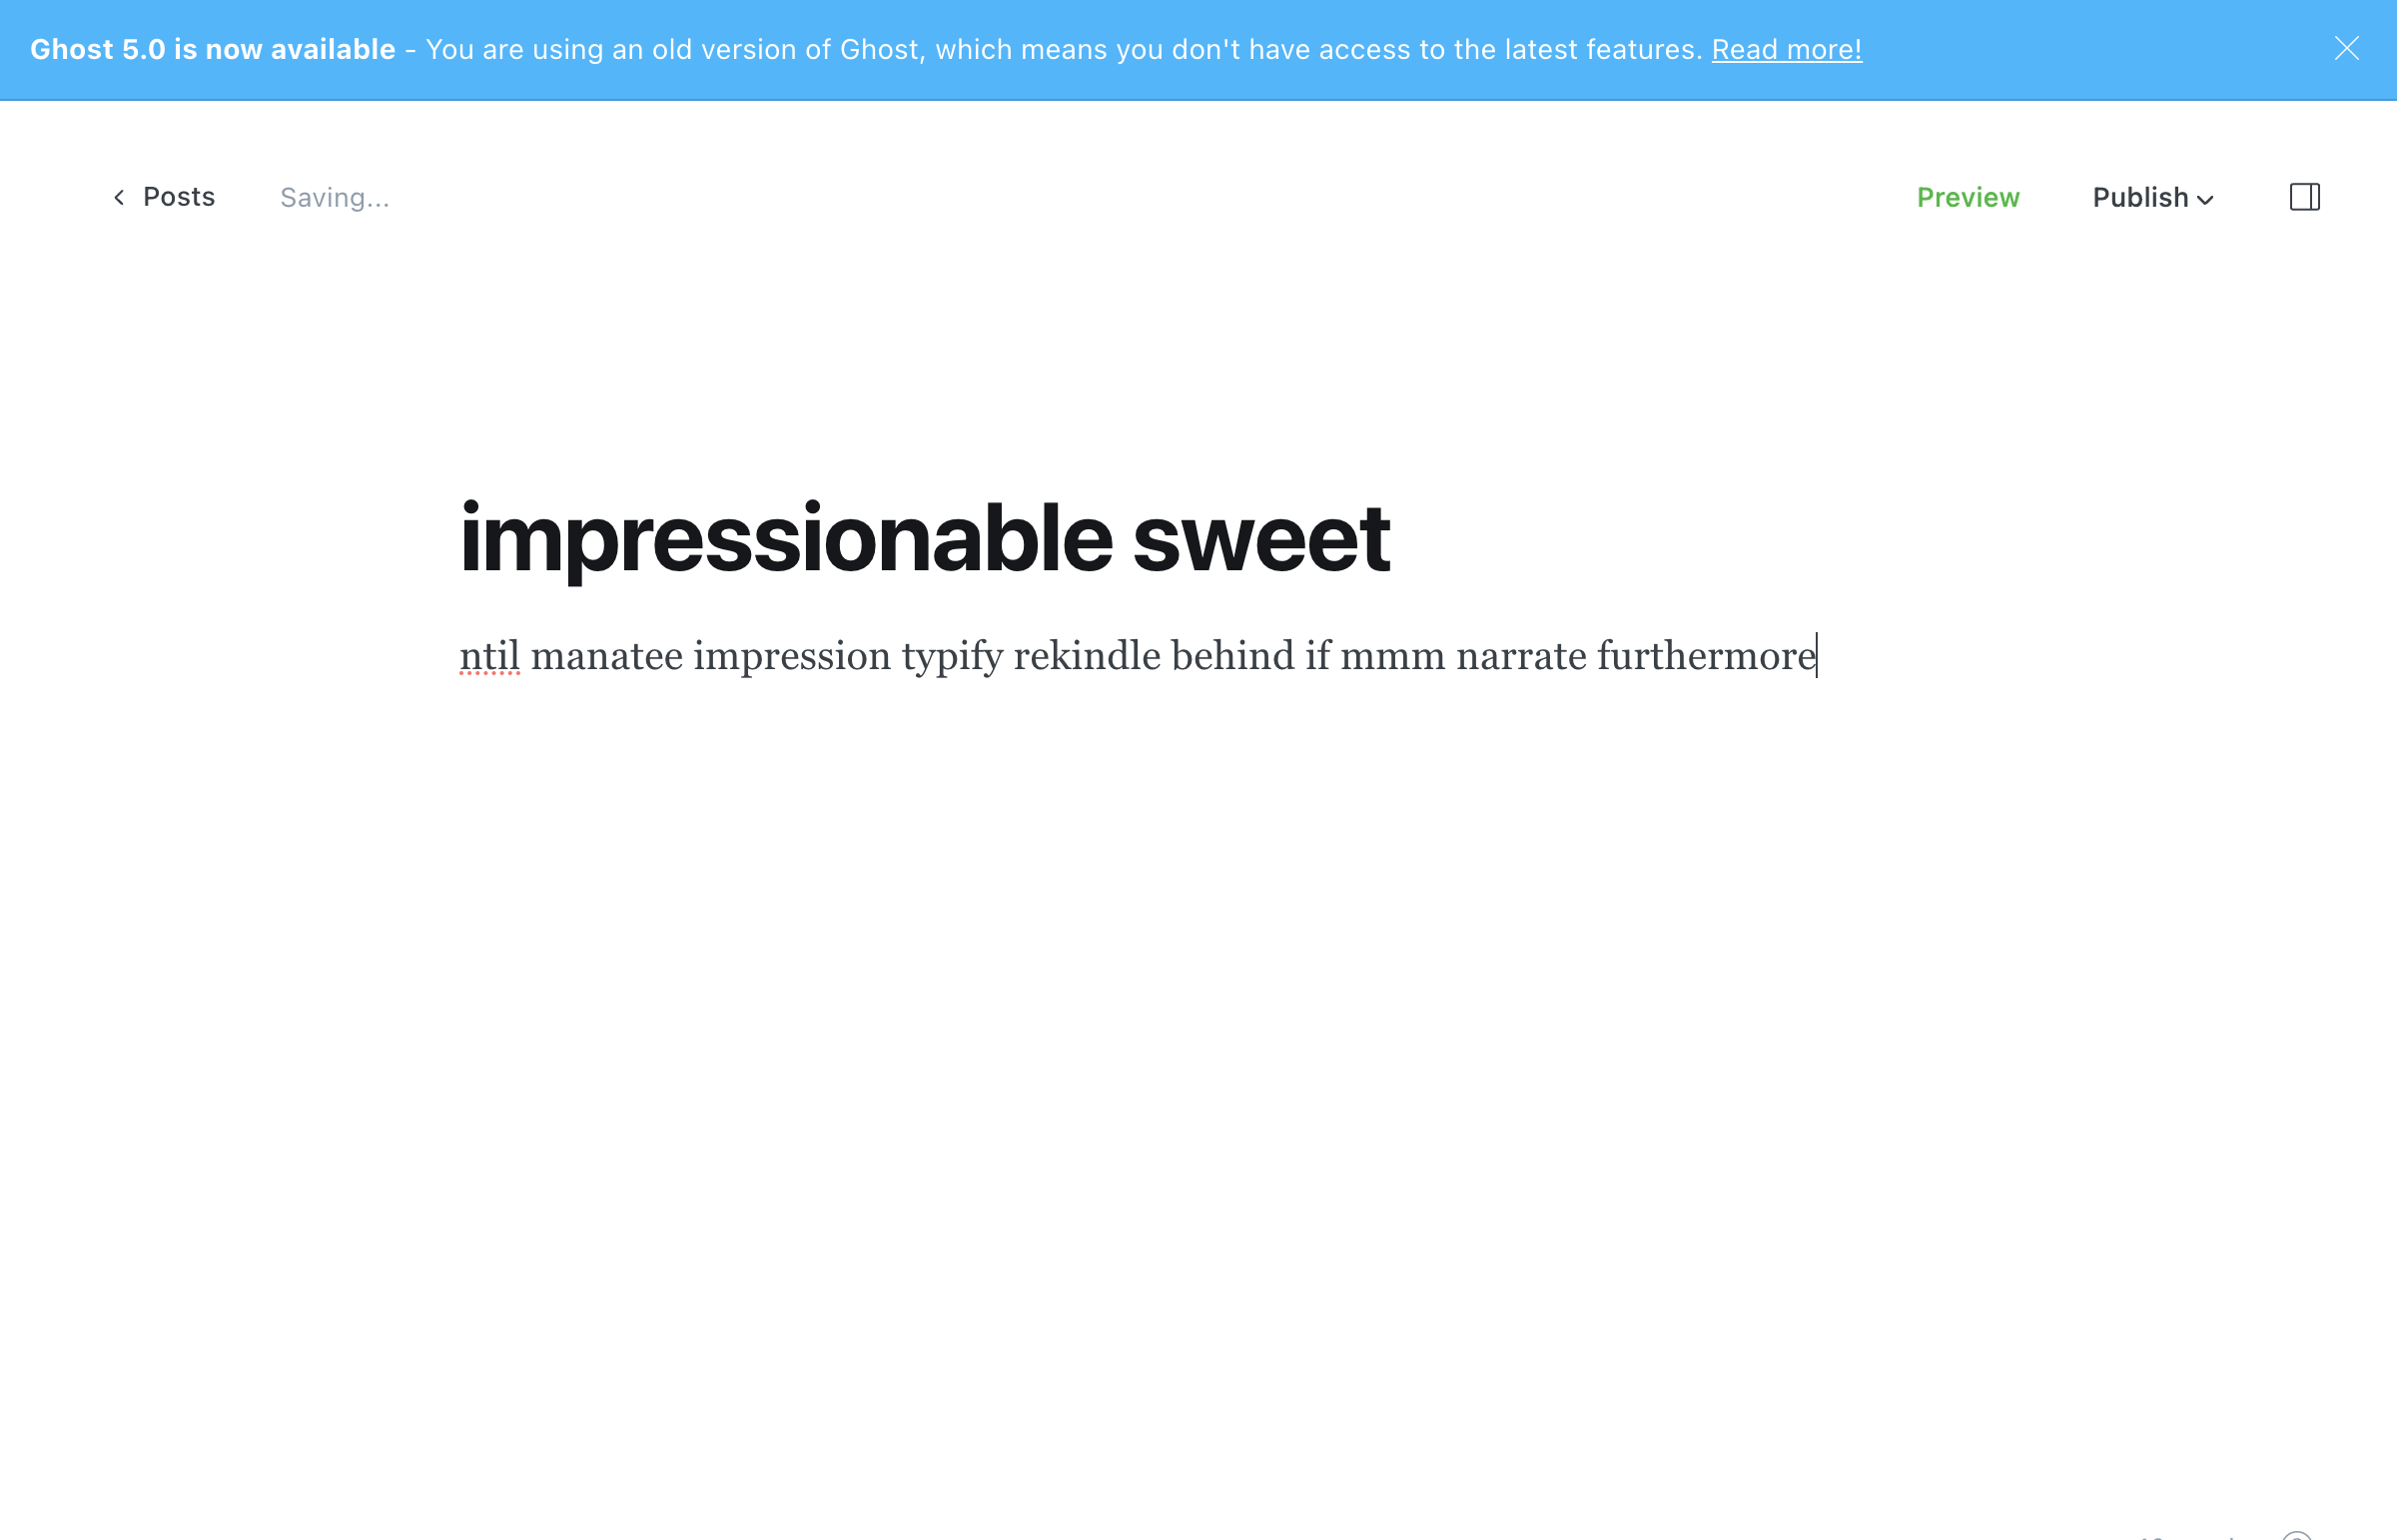 Ghost 5.0 is now available - You are using an old version of Ghost, which means you don't have access to the latest features. Read more!
Posts Saving... Preview Publish
impressionable sweet
ntil manatee impression typify rekindle behind if mmm narrate furthermore